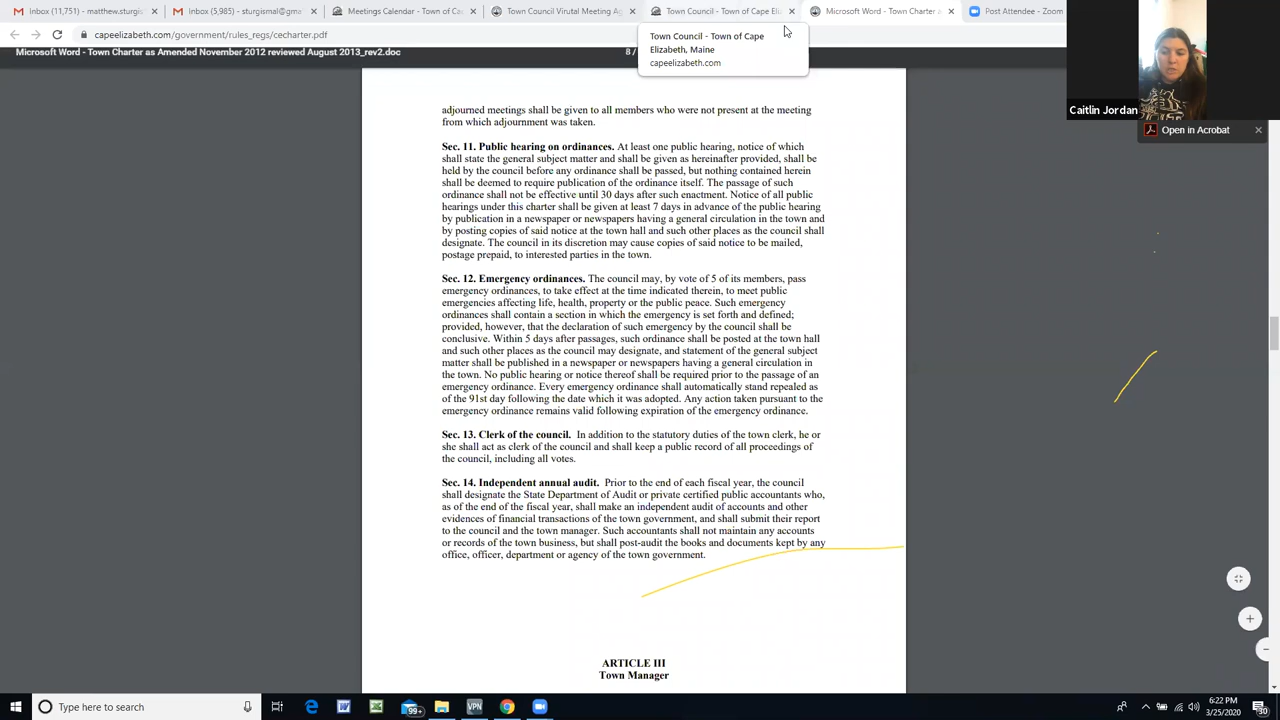 Inbox (11,751) - matthew.sturgis
Inbox (5,985) - sturgismal@gma
Meetings Calendar - Town of Cap
Town Council Virutal Meeting Ag
Town Council - Town of Cape Eli
Microsoft Word - Town Charter A
Post Attendee - Zoom
capeelizabeth.com/government/rules_regs/cecharter.pdf
Town Council - Town of Cape
Elizabeth, Maine
capeelizabeth.com
Microsoft Word - Town Charter as Amended November 2012 reviewed August 2013_rev2.doc
8 /
Caitlin Jordan
Open in Acrobat
adjourned meetings shall be given to all members who were not present at the meeting
from which adjournment was taken.
Sec. 11. Public hearing on ordinances. At least one public hearing, notice of which
shall state the general subject matter and shall be given as hereinafter provided, shall be
held by the council before any ordinance shall be passed, but nothing contained herein
shall be deemed to require publication of the ordinance itself. The passage of such
ordinance shall not be effective until 30 days after such enactment. Notice of all public
hearings under this charter shall be given at least 7 days in advance of the public hearing
by publication in a newspaper or newspapers having a general circulation in the town and
by posting copies of said notice at the town hall and such other places as the council shall
designate. The council in its discretion may cause copies of said notice to be mailed,
postage prepaid, to interested parties in the town.
Sec. 12. Emergency ordinances. The council may, by vote of 5 of its members, pass
emergency ordinances, to take effect at the time indicated therein, to meet public
emergencies affecting life, health, property or the public peace. Such emergency
ordinances shall contain a section in which the emergency is set forth and defined;
provided, however, that the declaration of such emergency by the council shall be
conclusive. Within 5 days after passages, such ordinance shall be posted at the town hall
and such other places as the council may designate, and statement of the general subject
matter shall be published in a newspaper or newspapers having a general circulation in
the town. No public hearing or notice thereof shall be required prior to the passage of an
emergency ordinance. Every emergency ordinance shall automatically stand repealed as
of the 91st day following the date which it was adopted. Any action taken pursuant to the
emergency ordinance remains valid following expiration of the emergency ordinance.
Sec. 13. Clerk of the council. In addition to the statutory duties of the town clerk, he or
she shall act as clerk of the council and shall keep a public record of all proceedings of
the council, including all votes.
Sec. 14. Independent annual audit. Prior to the end of each fiscal year, the council
shall designate the State Department of Audit or private certified public accountants who,
as of the end of the fiscal year, shall make an independent audit of accounts and other
evidences of financial transactions of the town government, and shall submit their report
to the council and the town manager. Such accountants shall not maintain any accounts
or records of the town business, but shall post-audit the books and documents kept by any
office, officer, department or agency of the town government.
ARTICLE III
Town Manager
Type here to search
99+
VPN
6:22 PM
3/25/2020
30